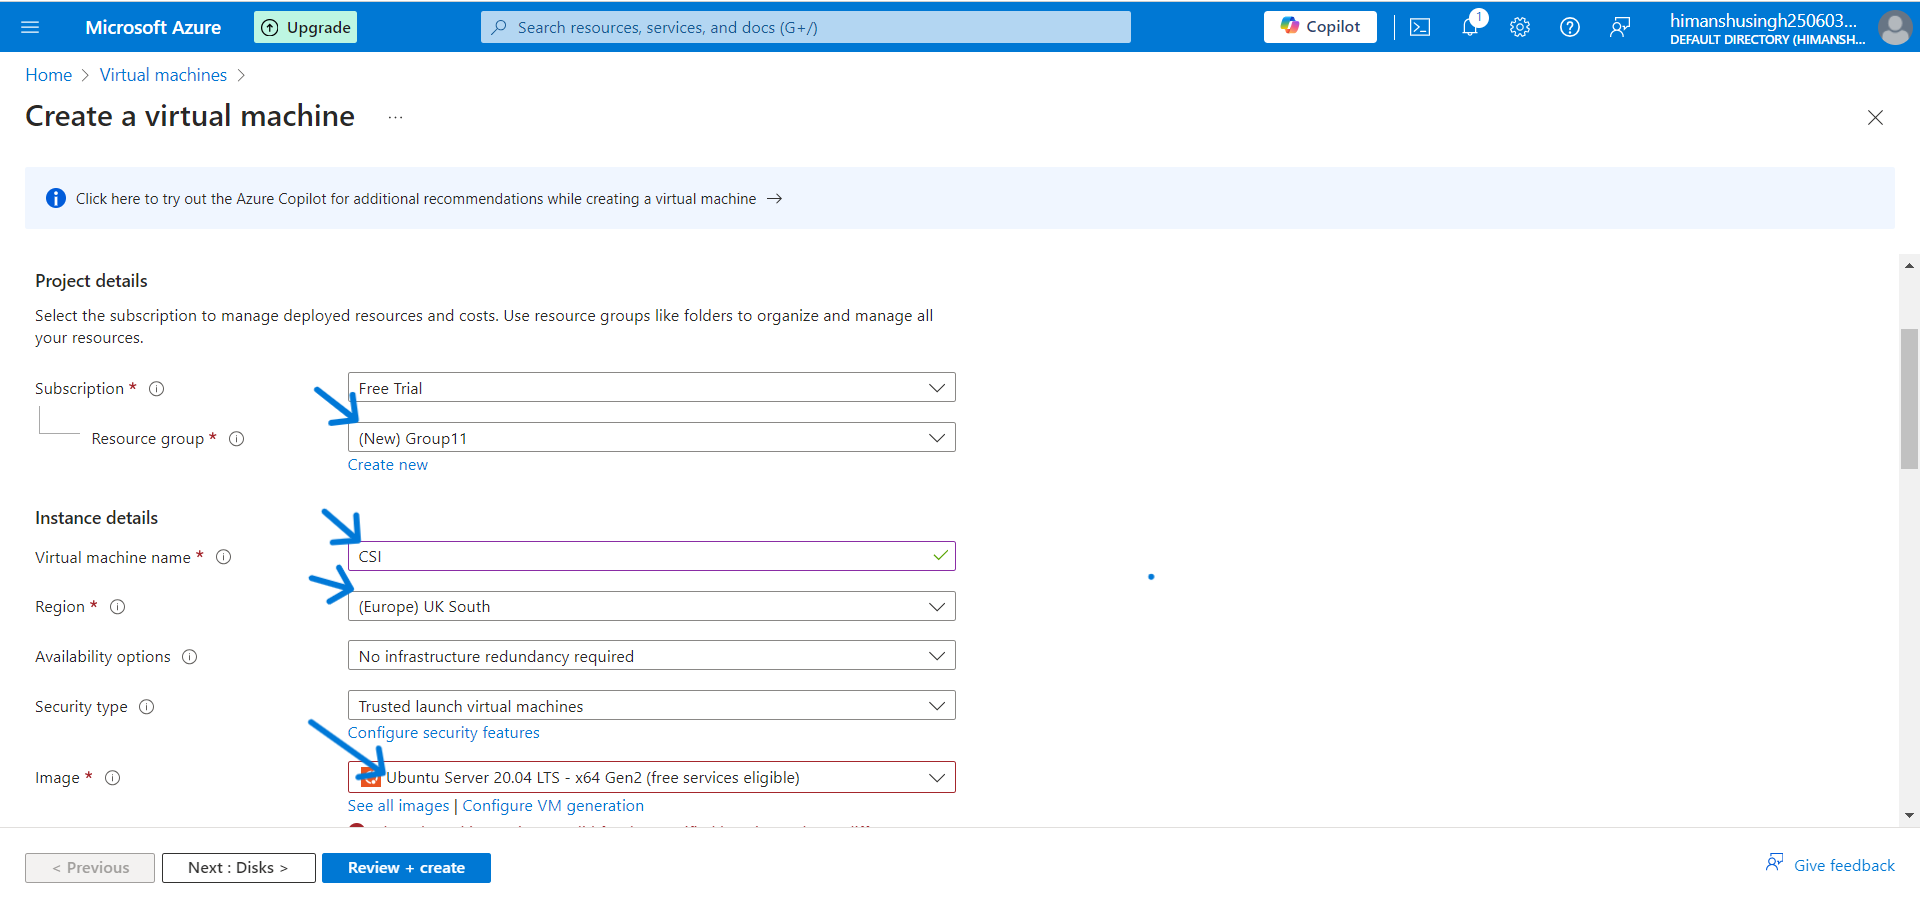 Microsoft Azure
Upgrade
Search resources, services, and docs (G+/)
Copilot
1
himanshusingh250603...
DEFAULT DIRECTORY (HIMANSH...
Home > Virtual machines >
Create a virtual machine ...
Click here to try out the Azure Copilot for additional recommendations while creating a virtual machine →
Project details
Select the subscription to manage deployed resources and costs. Use resource groups like folders to organize and manage all
your resources.
Subscription *
Free Trial
Resource group *
(New) Group11
Create new
Instance details
Virtual machine name *
CSI
Region *
(Europe) UK South
Availability options
No infrastructure redundancy required
Security type
Trusted launch virtual machines
Configure security features
Image *
Ubuntu Server 20.04 LTS - x64 Gen2 (free services eligible)
See all images | Configure VM generation
< Previous
Next : Disks >
Review + create
Give feedback